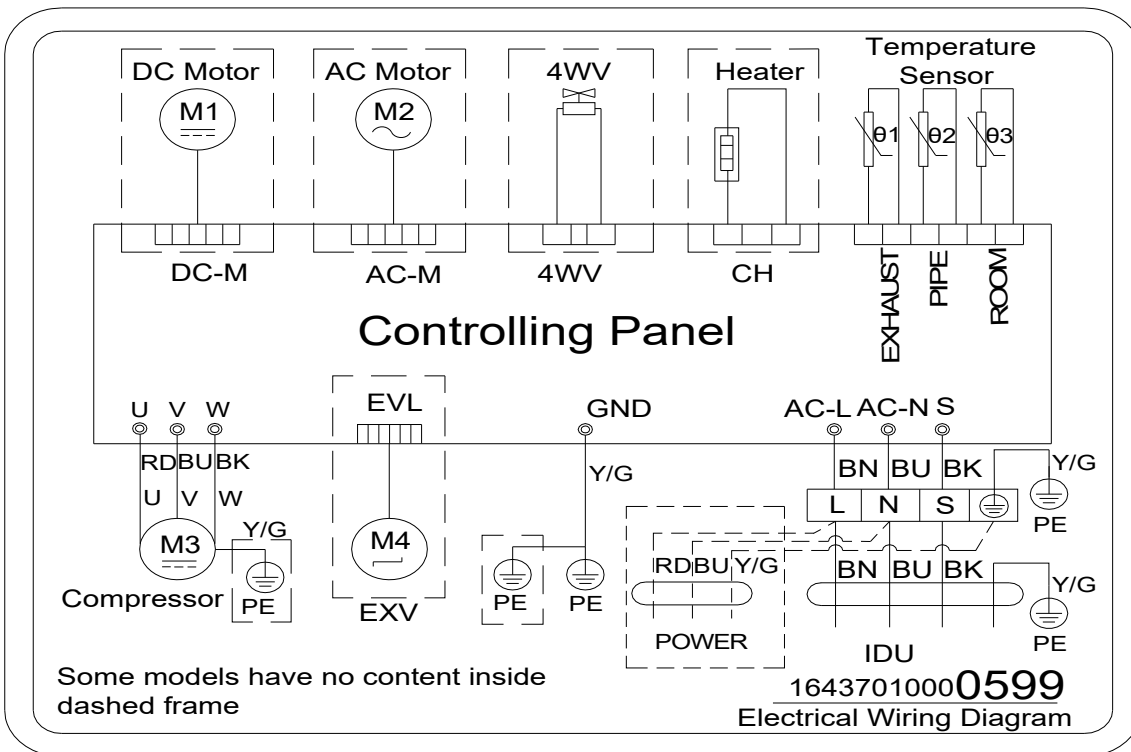 DC Motor
AC Motor
4WV
Heater
Temperature
Sensor
M1
M2
θ1
θ2
θ3
DC-M
AC-M
4WV
CH
EXHAUST
PIPE
ROOM
Controlling Panel
U V W
EVL
GND
AC-L AC-N S
RD BU BK
Y/G
BN BU BK
Y/G
U V W
L N S
PE
M3
Y/G
M4
RD BU Y/G
BN BU BK
Y/G
Compressor
PE
EXV
PE
PE
POWER
PE
IDU
Some models have no content inside
dashed frame
16437010000599
Electrical Wiring Diagram